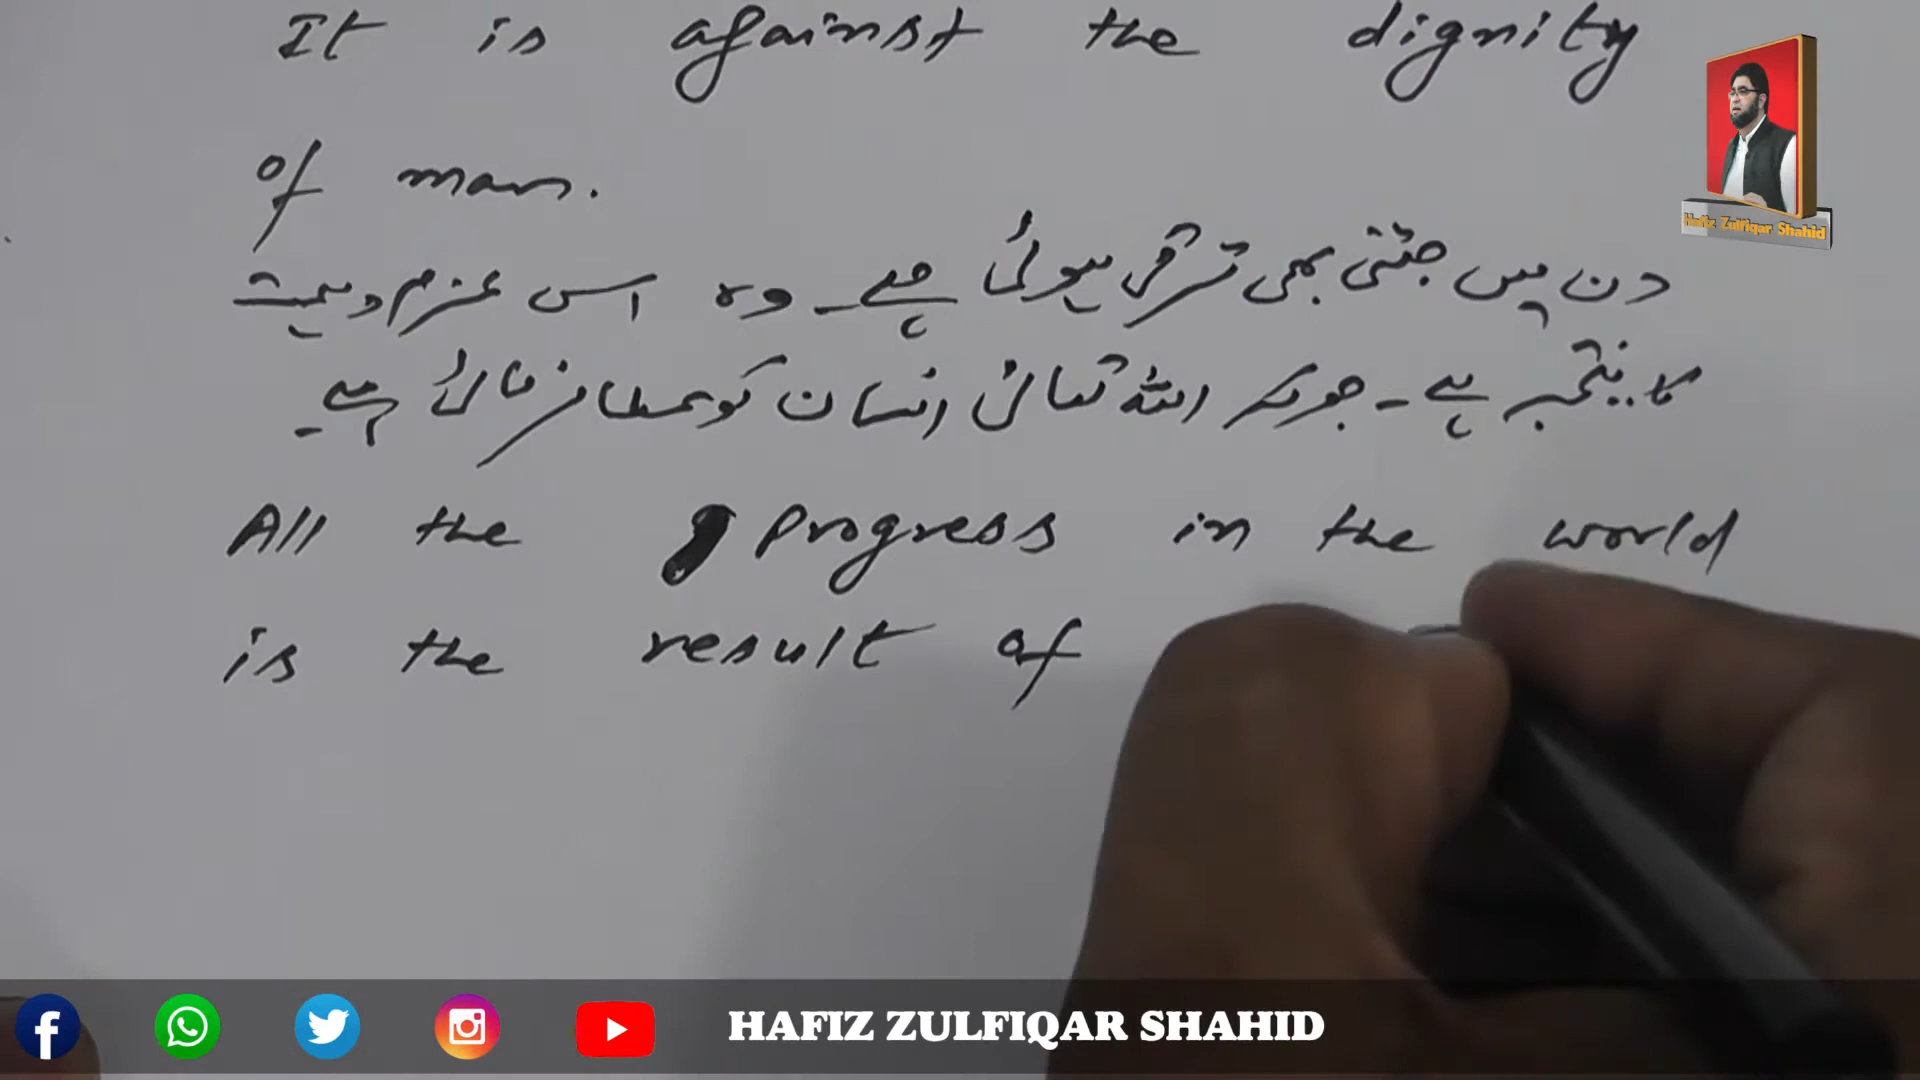 It is against the dignity
of man.
دن میں جتنی بھی ترقی ہوئی ہے۔ وہ اس عزم و ہمت
کا نتیجہ ہے۔ جو کہ اللہ تعالیٰ انسان کو عطا فرمائی ہے۔
All the progress in the world
is the result of
Hafiz Zulfiqar Shahid
HAFIZ ZULFIQAR SHAHID